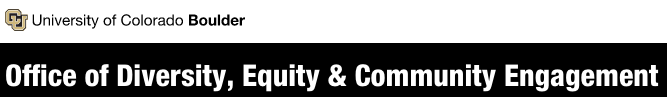 University of Colorado Boulder
Office of Diversity, Equity & Community Engagement